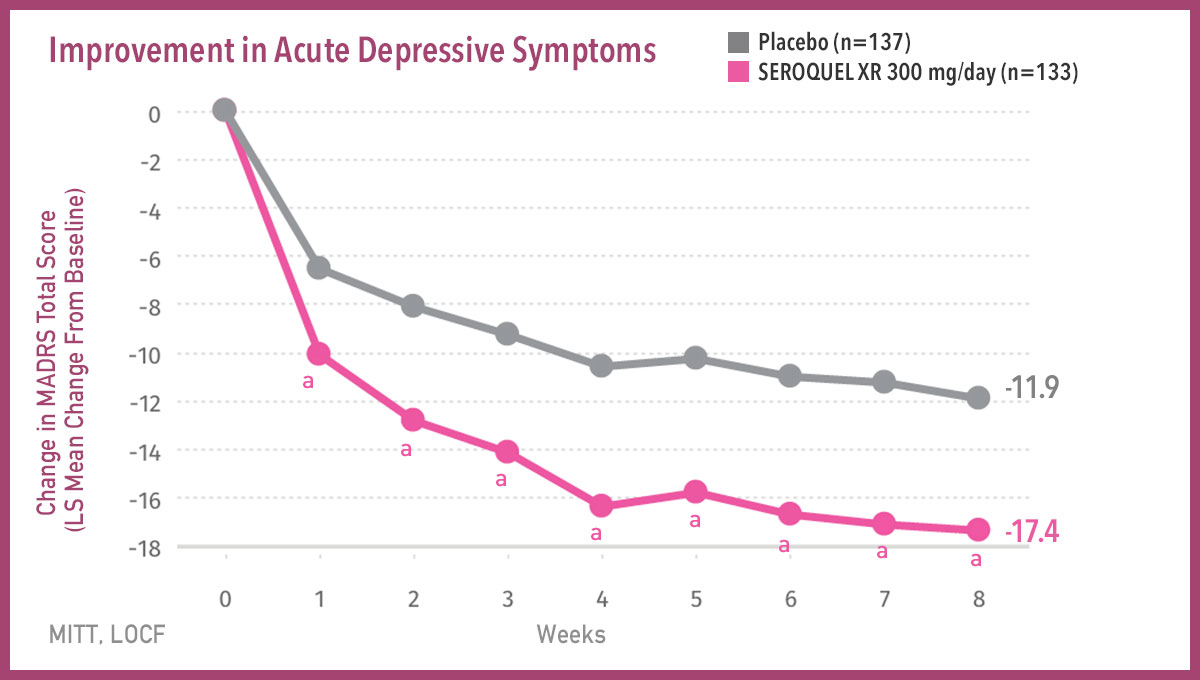 Improvement in Acute Depressive Symptoms
Placebo (n=137)
SEROQUEL XR 300 mg/day (n=133)
Change in MADRS Total Score
(LS Mean Change From Baseline)
0
-2
-4
-6
-8
-10
-12
-14
-16
-18
-11.9
-17.4
a
a
a
a
a
a
a
a
0 1 2 3 4 5 6 7 8
MITT, LOCF
Weeks